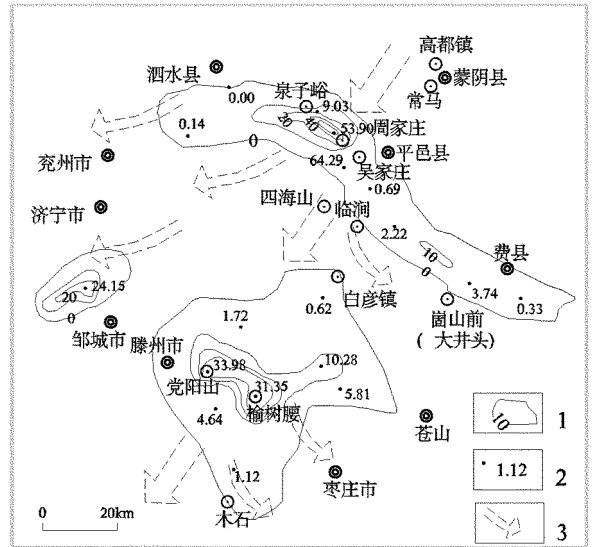 高都镇
泗水县
蒙阴县
常马
0.00
泉子峪
9.03
20
40
53.90
周家庄
0.14
0
64.29
吴家庄
平邑县
兖州市
0.69
四海山
临涧
济宁市
2.22
10
0
费县
24.15
20
0
白彦镇
3.74
0.33
0.62
崮山前
(大井头)
邹城市
1.72
滕州市
33.98
10.28
党阳山
31.35
5.81
4.64
榆树腰
苍山
10
1
1.12
2
1.12
枣庄市
3
0
20km
木石